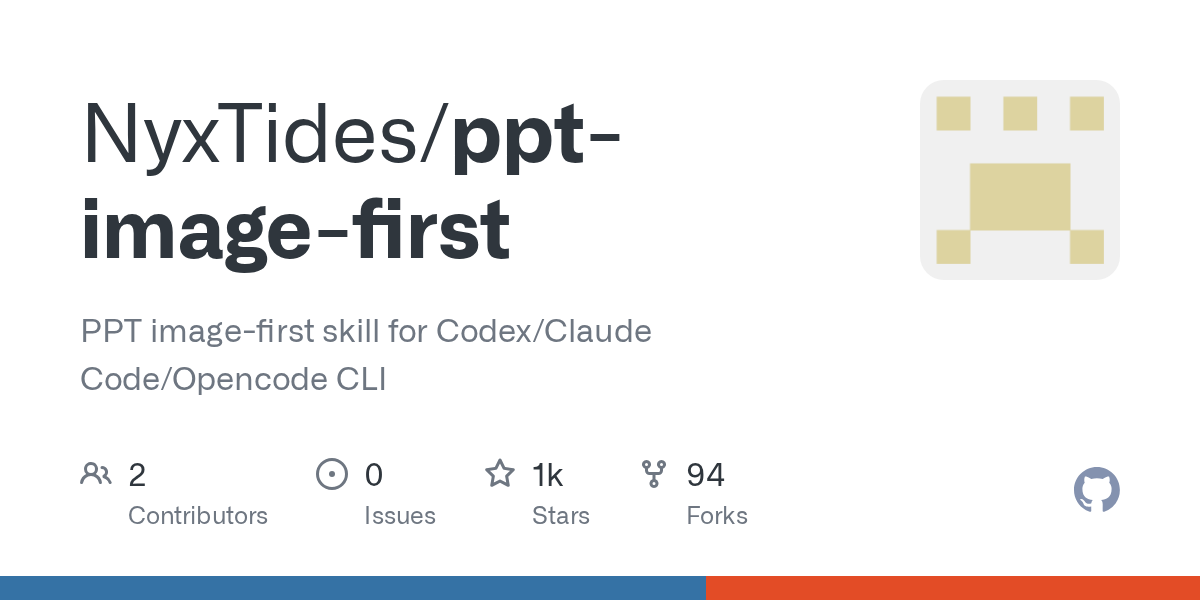 NyxTides/ppt-
image-first
PPT image-first skill for Codex/Claude
Code/Opencode CLI
2
Contributors
0
Issues
1k
Stars
94
Forks